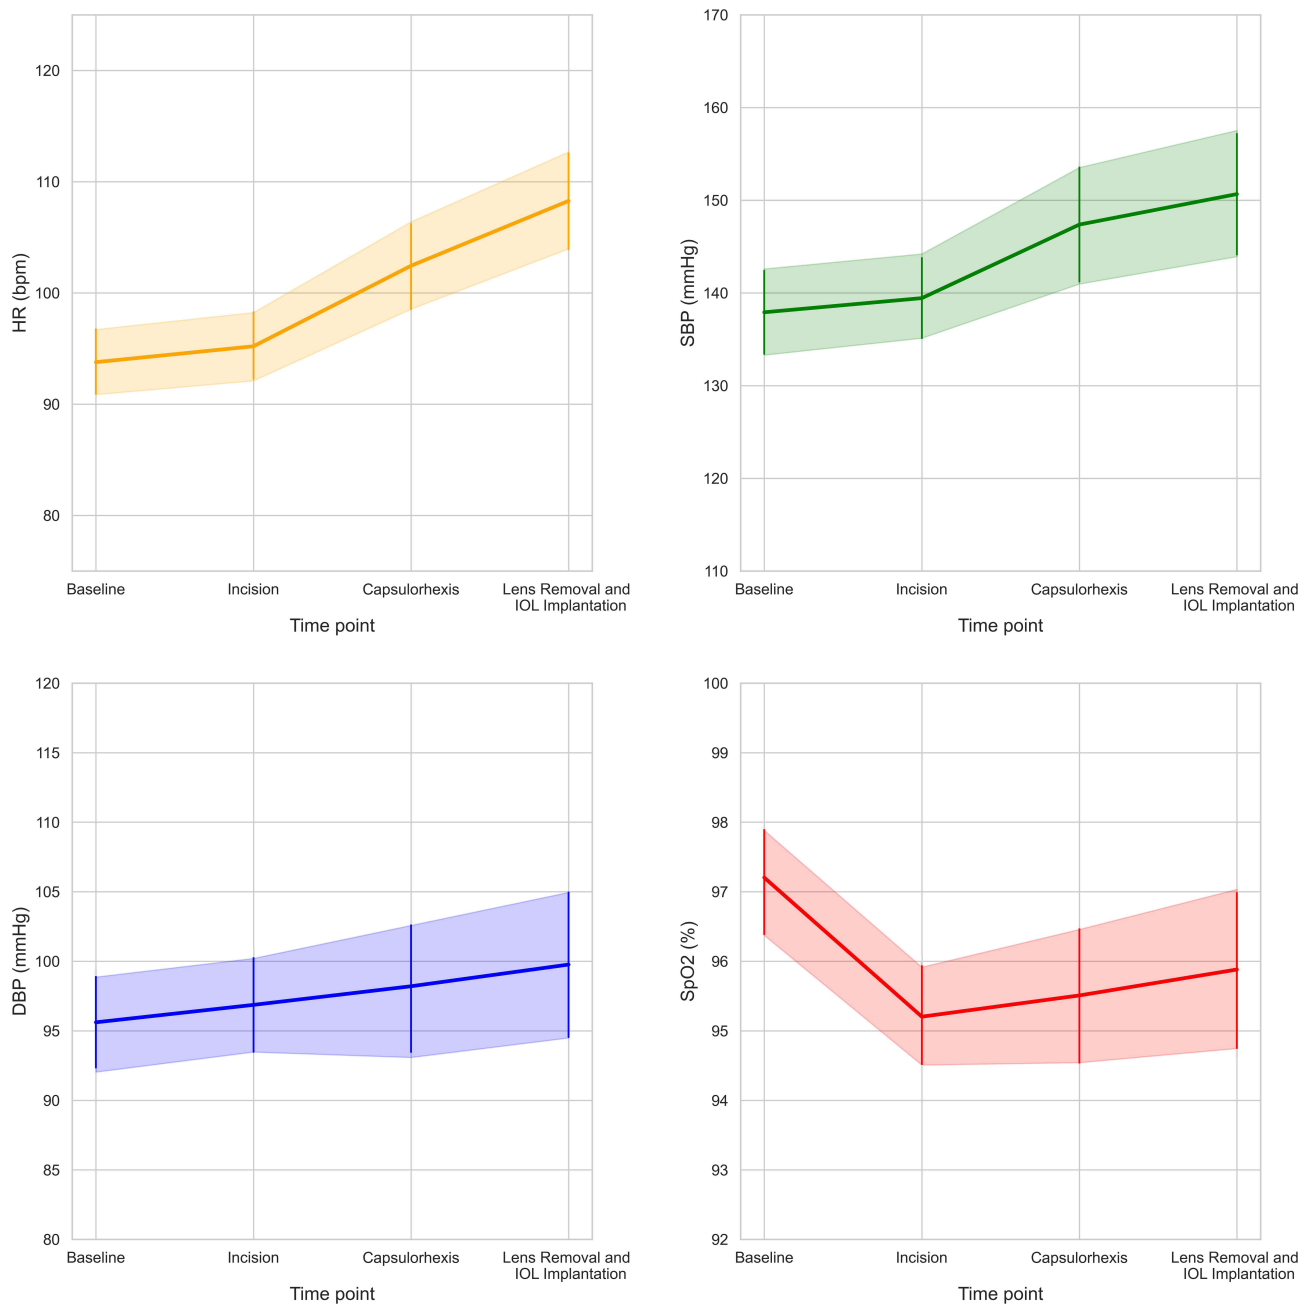 120
110
100
90
80
HR (bpm)
Baseline
Incision
Capsulorhexis
Lens Removal and
IOL Implantation
Time point
170
160
150
140
130
120
110
SBP (mmHg)
Baseline
Incision
Capsulorhexis
Lens Removal and
IOL Implantation
Time point
120
115
110
105
100
95
90
85
80
DBP (mmHg)
Baseline
Incision
Capsulorhexis
Lens Removal and
IOL Implantation
Time point
100
99
98
97
96
95
94
93
92
SpO2 (%)
Baseline
Incision
Capsulorhexis
Lens Removal and
IOL Implantation
Time point